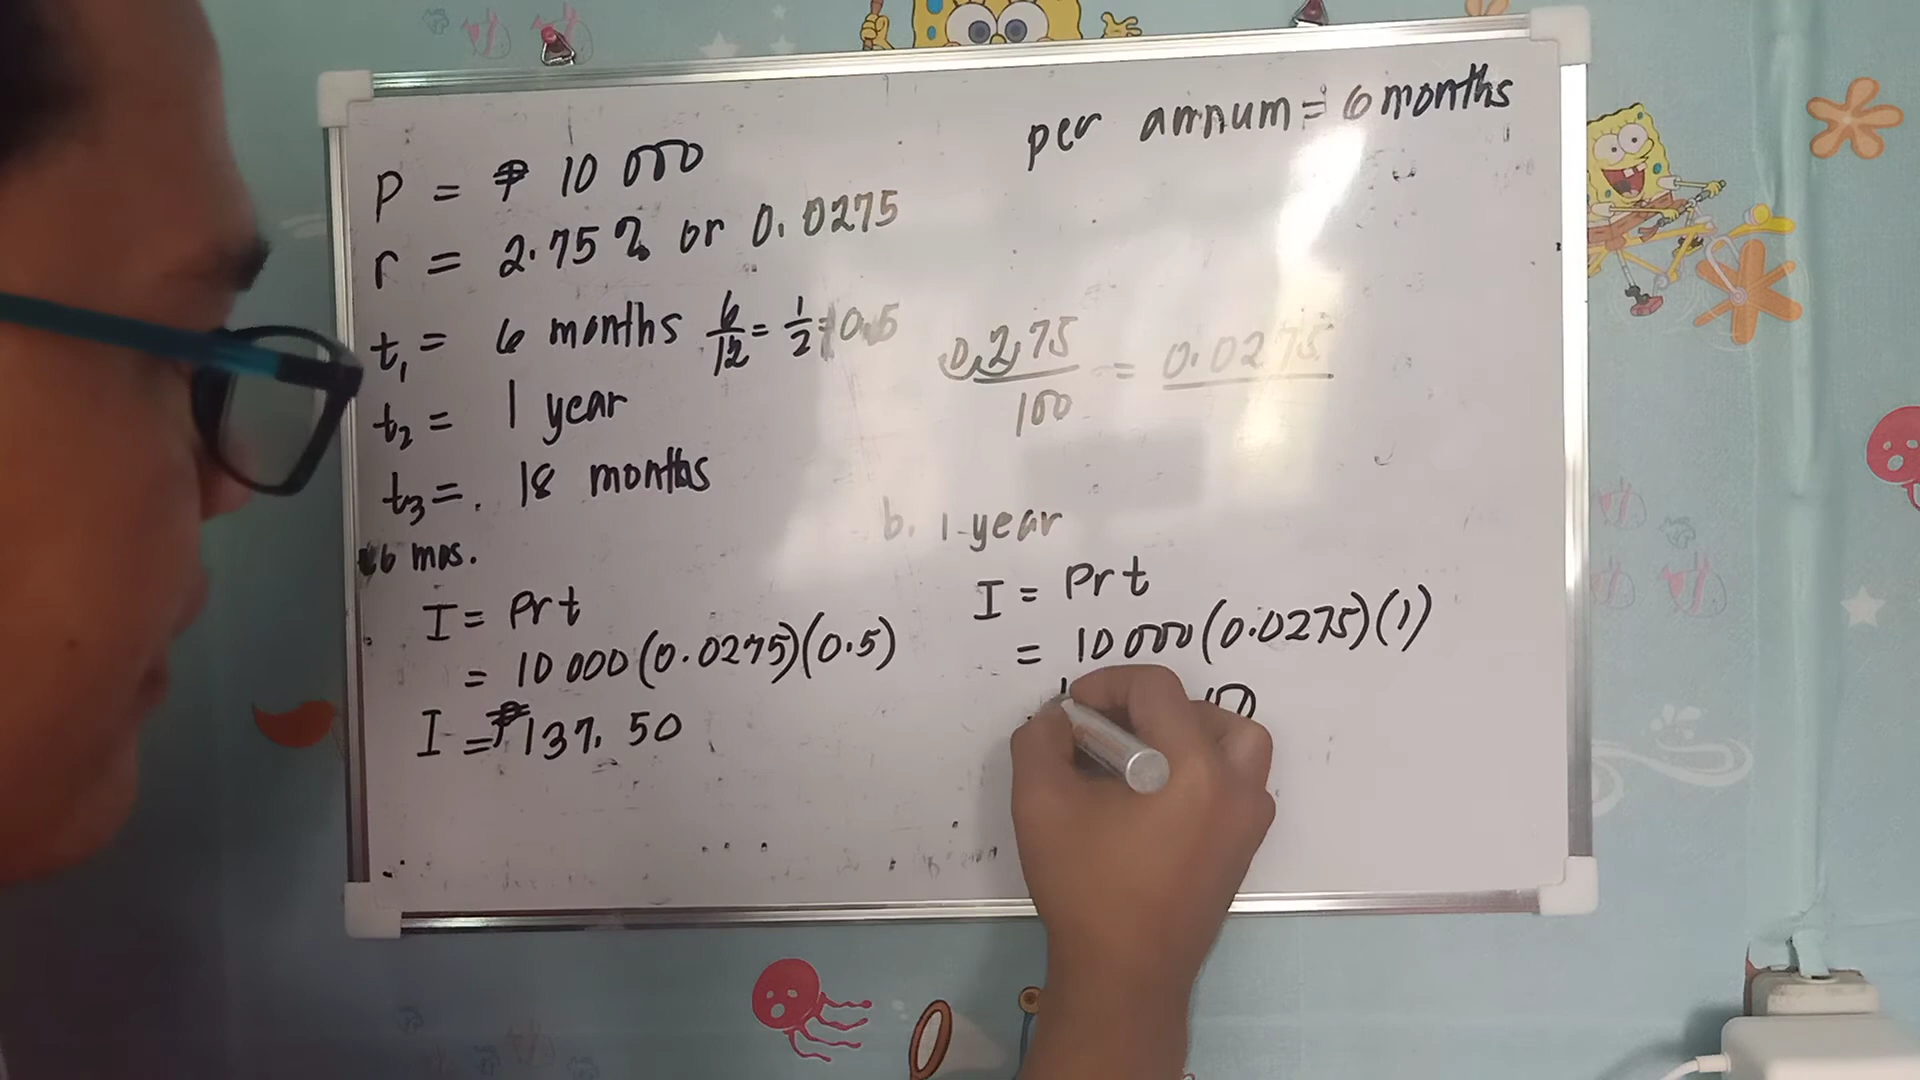 per annum = 6 months
P = ₱ 10 000
r = 2.75 % or 0.0275
t₁ = 6 months 6/12 = 1/2 = 0.5
0.2.75/100 = 0.0275
t₂ = 1 year
t₃ = . 18 months
6 mos.
I = Prt
= 10 000 (0.0275)(0.5)
I = ₱137.50
b. 1 year
I = Prt
= 10 000 (0.0275)(1)